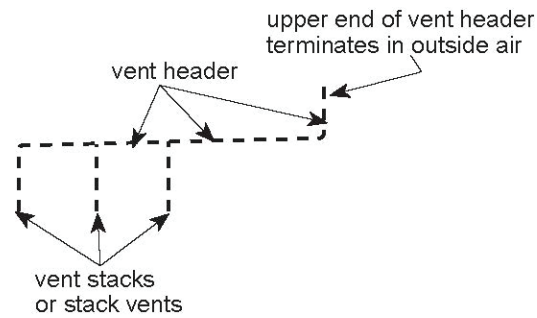 upper end of vent header
terminates in outside air
vent header
vent stacks
or stack vents